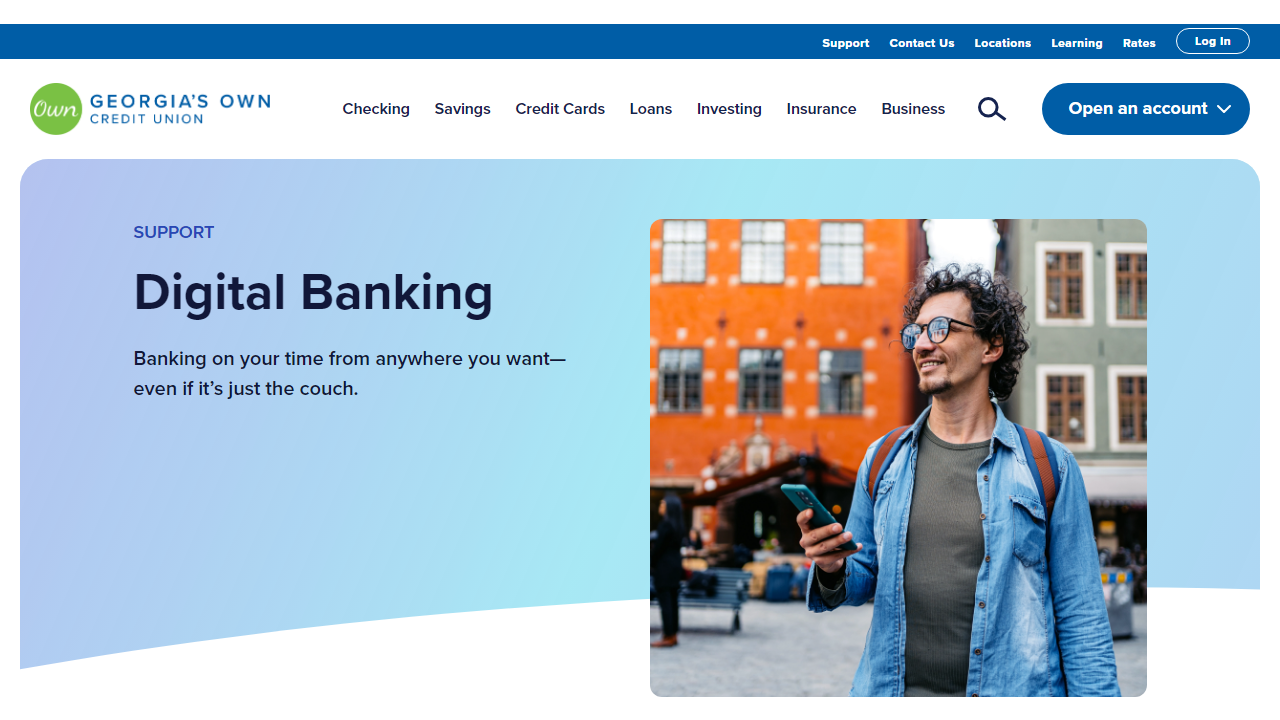 Support Contact Us Locations Learning Rates Log In
Own GEORGIA'S OWN
CREDIT UNION
Checking Savings Credit Cards Loans Investing Insurance Business Open an account
SUPPORT
Digital Banking
Banking on your time from anywhere you want—
even if it’s just the couch.